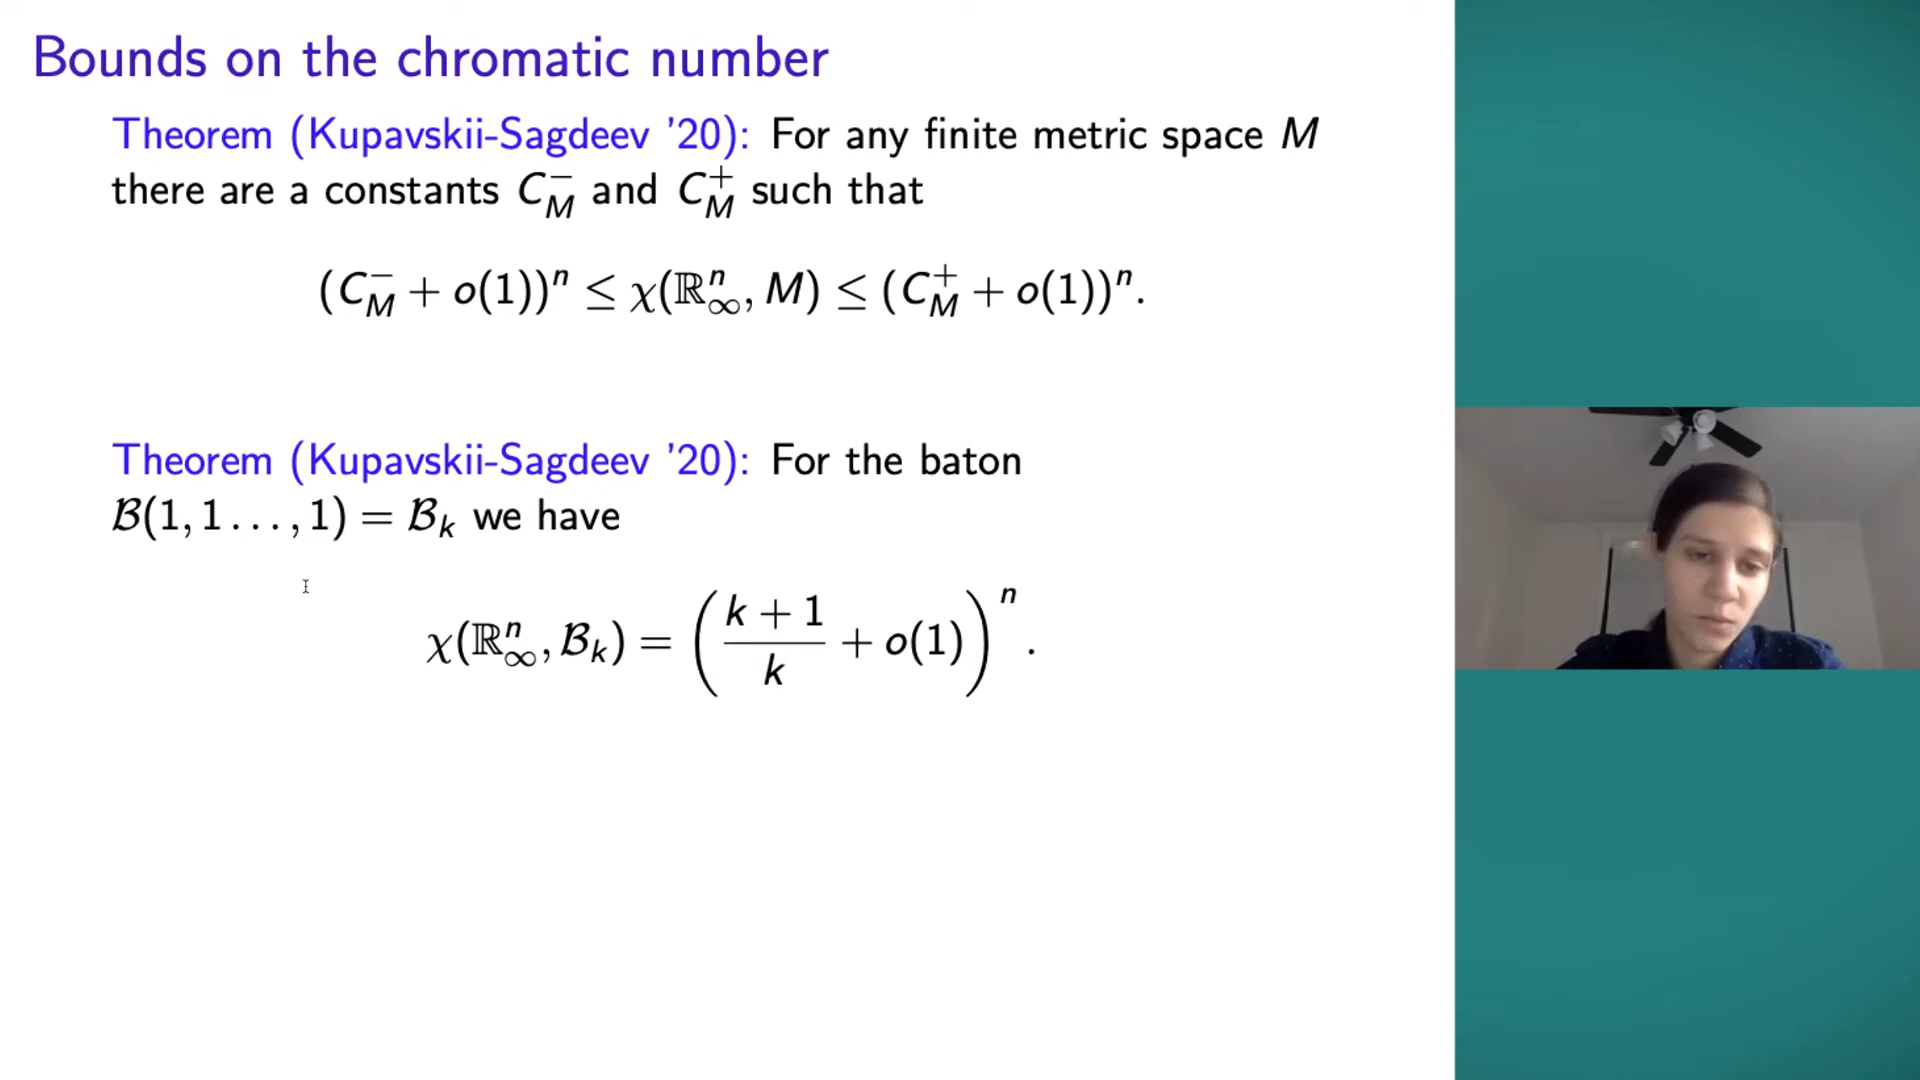 Bounds on the chromatic number
Theorem (Kupavskii-Sagdeev '20): For any finite metric space M
there are a constants C_M^- and C_M^+ such that
(C_M^- + o(1))^n ≤ χ(ℝ_∞^n, M) ≤ (C_M^+ + o(1))^n.
Theorem (Kupavskii-Sagdeev '20): For the baton
ℬ(1, 1 . . . , 1) = ℬ_k we have
χ(ℝ_∞^n, ℬ_k) = ((k + 1)/k + o(1))^n.